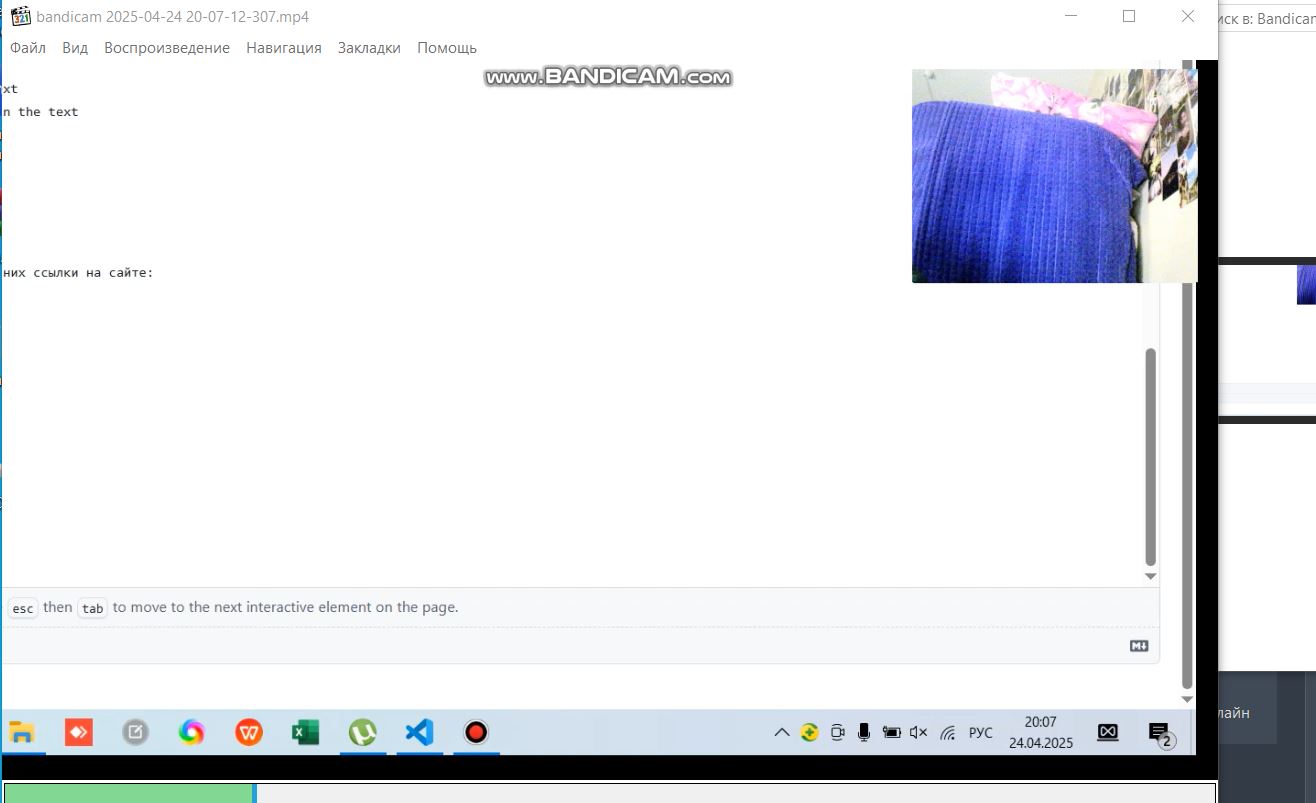 bandicam 2025-04-24 20-07-12-307.mp4
Файл Вид Воспроизведение Навигация Закладки Помощь
www.BANDICAM.com
иск в: Bandicam
xt
n the text
них ссылки на сайте:
esc then tab to move to the next interactive element on the page.
M
лайн
РУС
20:07
24.04.2025
2